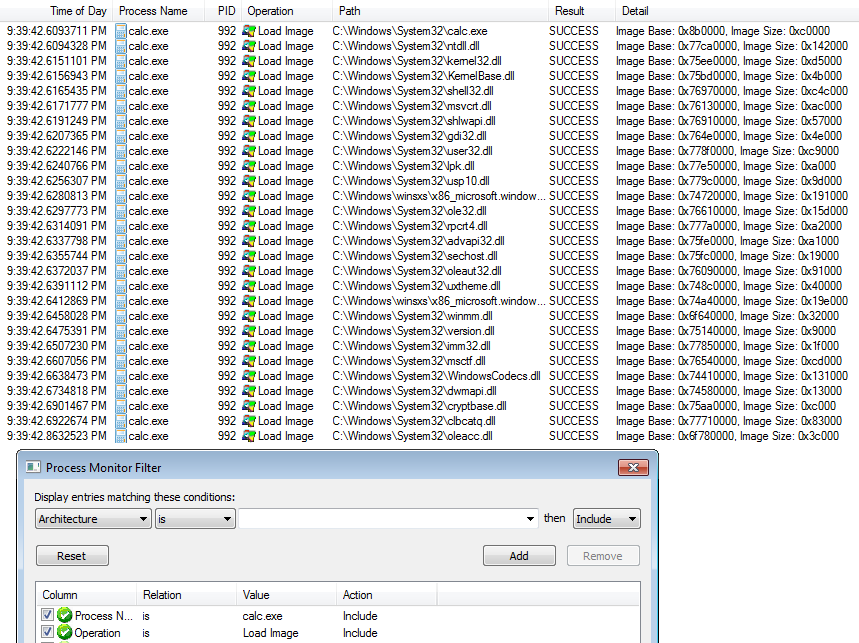 Time of Day Process Name PID Operation Path Result Detail
9:39:42.6093711 PM calc.exe 992 Load Image C:\Windows\System32\calc.exe SUCCESS Image Base: 0x8b0000, Image Size: 0xc0000
9:39:42.6094328 PM calc.exe 992 Load Image C:\Windows\System32\ntdll.dll SUCCESS Image Base: 0x77ca0000, Image Size: 0x142000
9:39:42.6151101 PM calc.exe 992 Load Image C:\Windows\System32\kernel32.dll SUCCESS Image Base: 0x75ee0000, Image Size: 0xd5000
9:39:42.6156943 PM calc.exe 992 Load Image C:\Windows\System32\KernelBase.dll SUCCESS Image Base: 0x75bd0000, Image Size: 0x4b000
9:39:42.6165435 PM calc.exe 992 Load Image C:\Windows\System32\shell32.dll SUCCESS Image Base: 0x76970000, Image Size: 0xc4c000
9:39:42.6171777 PM calc.exe 992 Load Image C:\Windows\System32\msvcrt.dll SUCCESS Image Base: 0x76130000, Image Size: 0xac000
9:39:42.6191249 PM calc.exe 992 Load Image C:\Windows\System32\shlwapi.dll SUCCESS Image Base: 0x76910000, Image Size: 0x57000
9:39:42.6207365 PM calc.exe 992 Load Image C:\Windows\System32\gdi32.dll SUCCESS Image Base: 0x764e0000, Image Size: 0x4e000
9:39:42.6222146 PM calc.exe 992 Load Image C:\Windows\System32\user32.dll SUCCESS Image Base: 0x778f0000, Image Size: 0xc9000
9:39:42.6240766 PM calc.exe 992 Load Image C:\Windows\System32\lpk.dll SUCCESS Image Base: 0x77e50000, Image Size: 0xa000
9:39:42.6256307 PM calc.exe 992 Load Image C:\Windows\System32\usp10.dll SUCCESS Image Base: 0x779c0000, Image Size: 0x9d000
9:39:42.6280813 PM calc.exe 992 Load Image C:\Windows\winsxs\x86_microsoft.window... SUCCESS Image Base: 0x74720000, Image Size: 0x191000
9:39:42.6297773 PM calc.exe 992 Load Image C:\Windows\System32\ole32.dll SUCCESS Image Base: 0x76610000, Image Size: 0x15d000
9:39:42.6314091 PM calc.exe 992 Load Image C:\Windows\System32\rpcrt4.dll SUCCESS Image Base: 0x777a0000, Image Size: 0xa2000
9:39:42.6337798 PM calc.exe 992 Load Image C:\Windows\System32\advapi32.dll SUCCESS Image Base: 0x75fe0000, Image Size: 0xa1000
9:39:42.6355744 PM calc.exe 992 Load Image C:\Windows\System32\sechost.dll SUCCESS Image Base: 0x75fc0000, Image Size: 0x19000
9:39:42.6372037 PM calc.exe 992 Load Image C:\Windows\System32\oleaut32.dll SUCCESS Image Base: 0x76090000, Image Size: 0x91000
9:39:42.6391112 PM calc.exe 992 Load Image C:\Windows\System32\uxtheme.dll SUCCESS Image Base: 0x748c0000, Image Size: 0x40000
9:39:42.6412869 PM calc.exe 992 Load Image C:\Windows\winsxs\x86_microsoft.window... SUCCESS Image Base: 0x74a40000, Image Size: 0x19e000
9:39:42.6458028 PM calc.exe 992 Load Image C:\Windows\System32\winmm.dll SUCCESS Image Base: 0x6f640000, Image Size: 0x32000
9:39:42.6475391 PM calc.exe 992 Load Image C:\Windows\System32\version.dll SUCCESS Image Base: 0x75140000, Image Size: 0x9000
9:39:42.6507230 PM calc.exe 992 Load Image C:\Windows\System32\imm32.dll SUCCESS Image Base: 0x77850000, Image Size: 0x1f000
9:39:42.6607056 PM calc.exe 992 Load Image C:\Windows\System32\msctf.dll SUCCESS Image Base: 0x76540000, Image Size: 0xcd000
9:39:42.6638473 PM calc.exe 992 Load Image C:\Windows\System32\WindowsCodecs.dll SUCCESS Image Base: 0x74410000, Image Size: 0x131000
9:39:42.6734818 PM calc.exe 992 Load Image C:\Windows\System32\dwmapi.dll SUCCESS Image Base: 0x74580000, Image Size: 0x13000
9:39:42.6901467 PM calc.exe 992 Load Image C:\Windows\System32\cryptbase.dll SUCCESS Image Base: 0x75aa0000, Image Size: 0xc000
9:39:42.6922674 PM calc.exe 992 Load Image C:\Windows\System32\clbcatq.dll SUCCESS Image Base: 0x77710000, Image Size: 0x83000
9:39:42.8632523 PM calc.exe 992 Load Image C:\Windows\System32\oleacc.dll SUCCESS Image Base: 0x6f780000, Image Size: 0x3c000
Process Monitor Filter
Display entries matching these conditions:
Architecture is then Include
Reset Add Remove
Column Relation Value Action
Process N... is calc.exe Include
Operation is Load Image Include